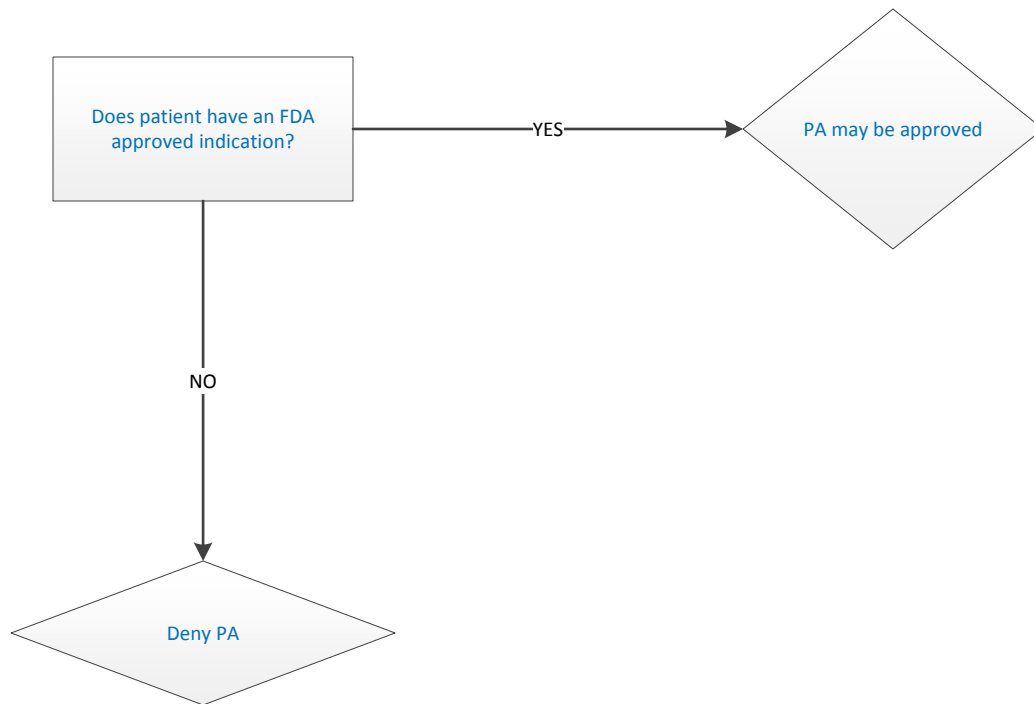 Does patient have an FDA
approved indication?
YES
PA may be approved
NO
Deny PA